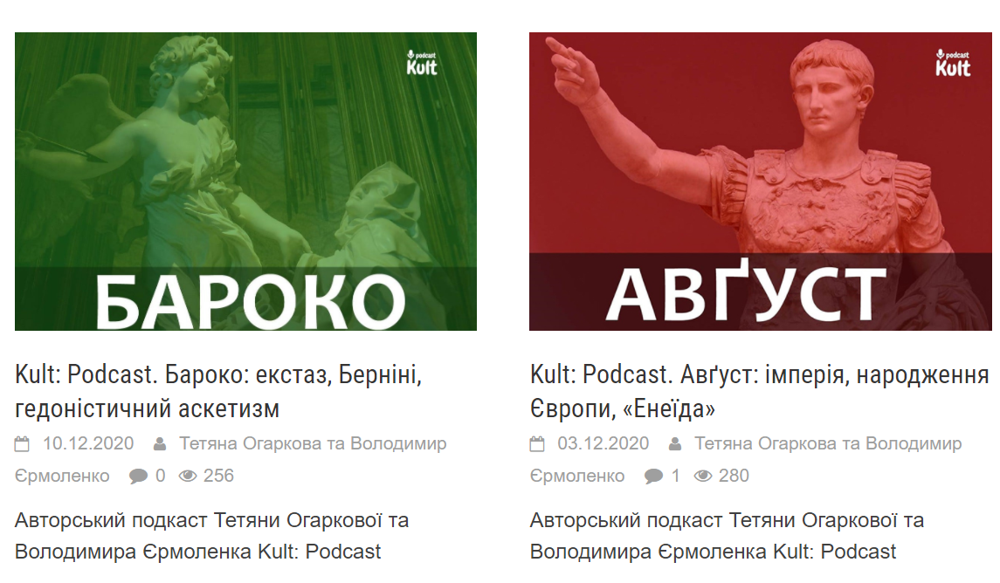 podcast
Kult
БАРОКО
Kult: Podcast. Бароко: екстаз, Берніні,
гедоністичний аскетизм
10.12.2020 Тетяна Огаркова та Володимир
Єрмоленко 0 256
Авторський подкаст Тетяни Огаркової та
Володимира Єрмоленка Kult: Podcast
podcast
Kult
АВҐУСТ
Kult: Podcast. Авґуст: імперія, народження
Європи, «Енеїда»
03.12.2020 Тетяна Огаркова та Володимир
Єрмоленко 1 280
Авторський подкаст Тетяни Огаркової та
Володимира Єрмоленка Kult: Podcast